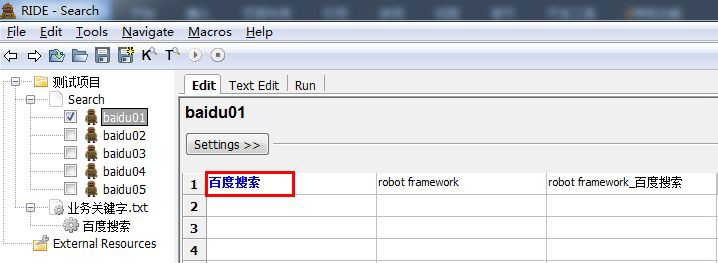 RIDE - Search
File Edit Tools Navigate Macros Help
K T
测试项目
Search
baidu01
baidu02
baidu03
baidu04
baidu05
业务关键字.txt
百度搜索
External Resources
Edit Text Edit Run
baidu01
Settings >>
1 百度搜索 robot framework robot framework_百度搜索
2
3
4